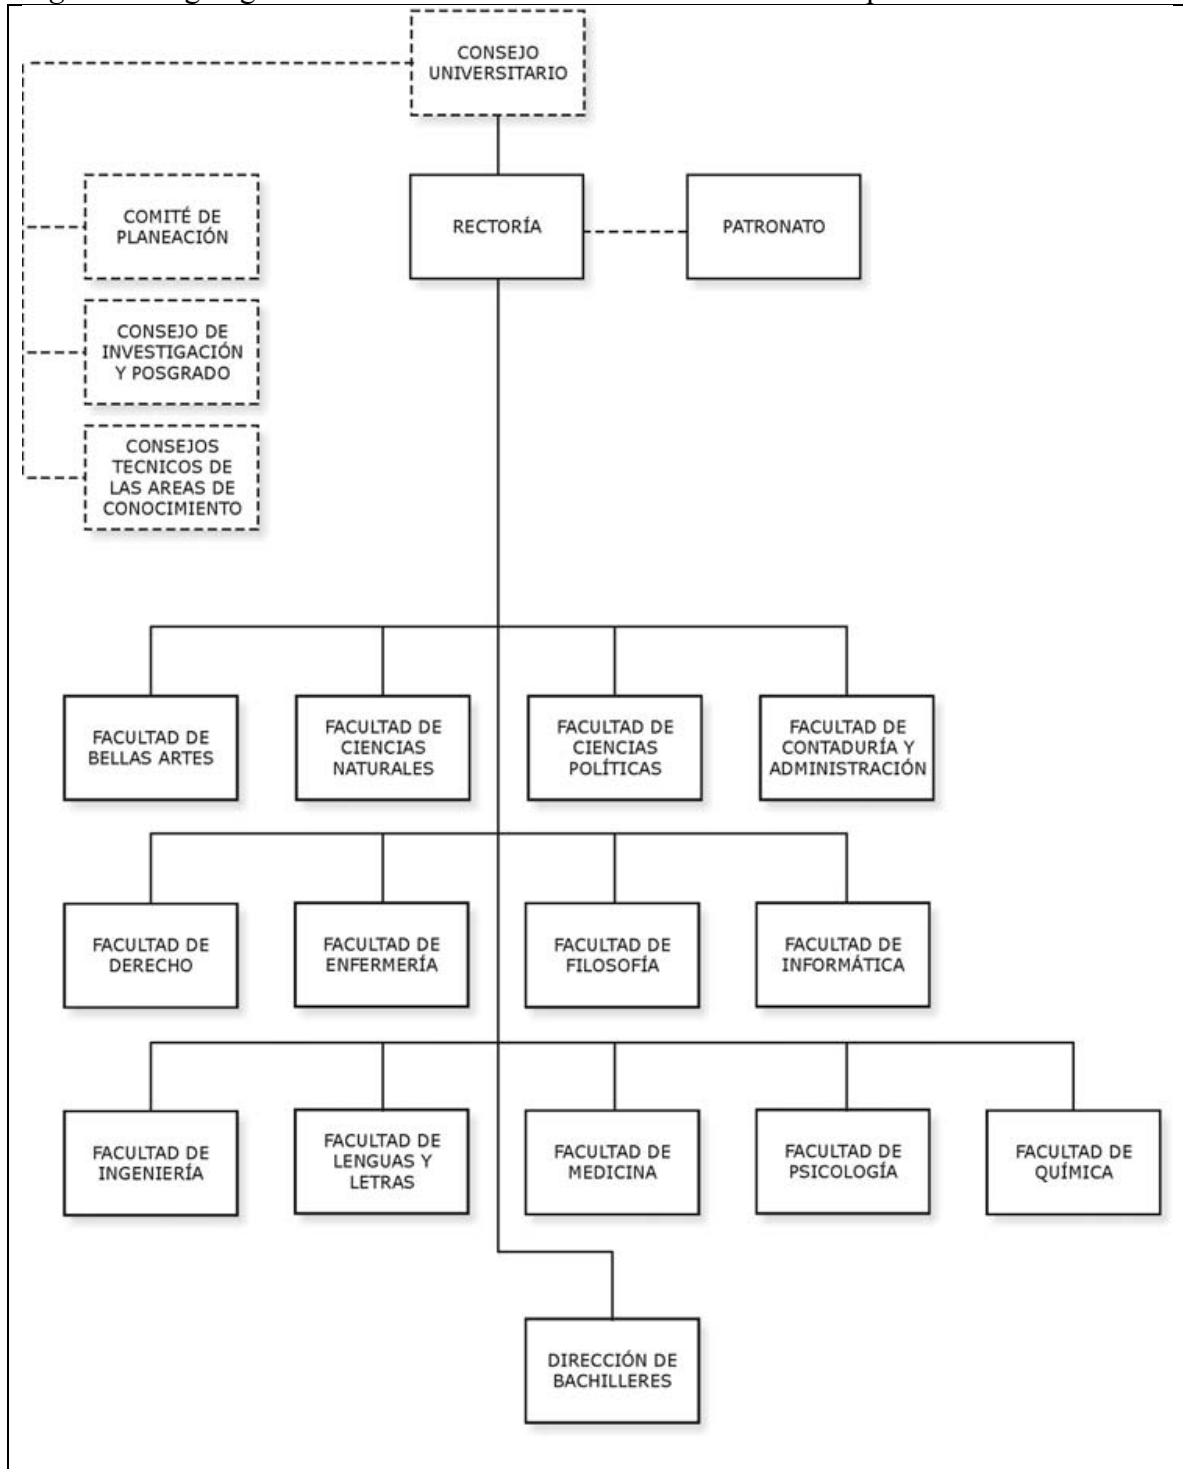 CONSEJO
UNIVERSITARIO
COMITÉ DE
PLANEACIÓN
RECTORÍA
PATRONATO
CONSEJO DE
INVESTIGACIÓN
Y POSGRADO
CONSEJOS
TECNICOS DE
LAS AREAS DE
CONOCIMIENTO
FACULTAD DE
BELLAS ARTES
FACULTAD DE
CIENCIAS
NATURALES
FACULTAD DE
CIENCIAS
POLÍTICAS
FACULTAD DE
CONTADURÍA Y
ADMINISTRACIÓN
FACULTAD DE
DERECHO
FACULTAD DE
ENFERMERÍA
FACULTAD DE
FILOSOFÍA
FACULTAD DE
INFORMÁTICA
FACULTAD DE
INGENIERÍA
FACULTAD DE
LENGUAS Y
LETRAS
FACULTAD DE
MEDICINA
FACULTAD DE
PSICOLOGÍA
FACULTAD DE
QUÍMICA
DIRECCIÓN DE
BACHILLERES